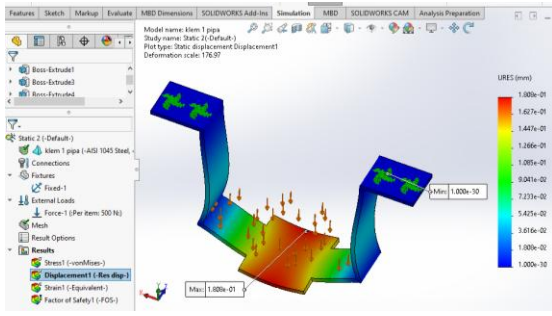 Features Sketch Markup Evaluate MBD Dimensions SOLIDWORKS Add-Ins Simulation MBD SOLIDWORKS CAM Analysis Preparation
Model name: klem 1 pipa
Study name: Static 2(-Default-)
Plot type: Static displacement Displacement1
Deformation scale: 176.97
Boss-Extrude1
Boss-Extrude3
Boss-Extrude4
Static 2 (-Default-)
klem 1 pipa (-AISI 1045 Steel,
Connections
Fixtures
Fixed-1
External Loads
Force-1 (:Per item: 500 N:)
Mesh
Result Options
Results
Stress1 (-vonMises-)
Displacement1 (-Res disp-)
Strain1 (-Equivalent-)
Factor of Safety1 (-FOS-)
URES (mm)
1.808e-01
1.627e-01
1.447e-01
1.266e-01
1.085e-01
9.041e-02
7.233e-02
5.425e-02
3.616e-02
1.808e-02
1.000e-30
Min: 1.000e-30
Max: 1.808e-01